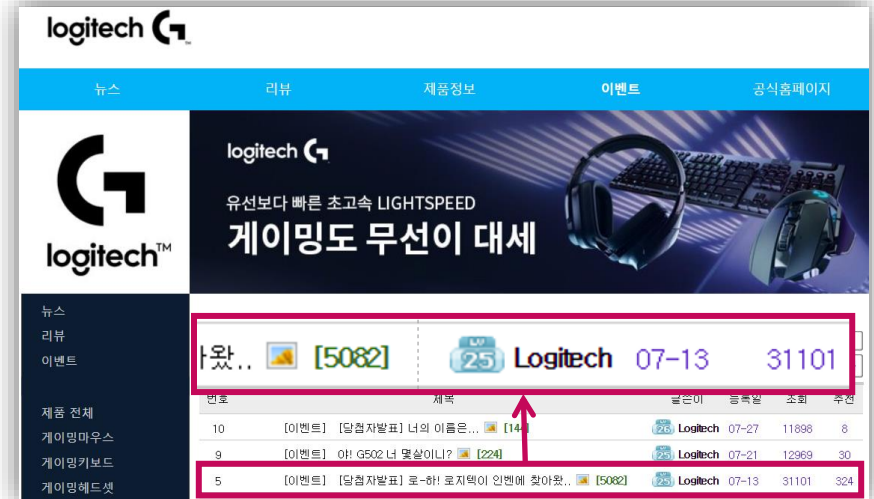 logitech G
뉴스 리뷰 제품정보 이벤트 공식홈페이지
logitech G
유선보다 빠른 초고속 LIGHTSPEED
게이밍도 무선이 대세
logitech™
뉴스
리뷰
이벤트
제품 전체
게이밍마우스
게이밍키보드
게이밍헤드셋
왔.. [5082] LV 25 Logitech 07-13 31101
번호 제목 글쓴이 등록일 조회 추천
10 [이벤트] [당첨자발표] 너의 이름은... Logitech 07-27 11898 8
9 [이벤트] 야! G502 너 몇살이니? [224] Logitech 07-21 12969 30
5 [이벤트] [당첨자발표] 로-하! 로지텍이 인벤에 찾아왔.. [5082] 25 Logitech 07-13 31101 324